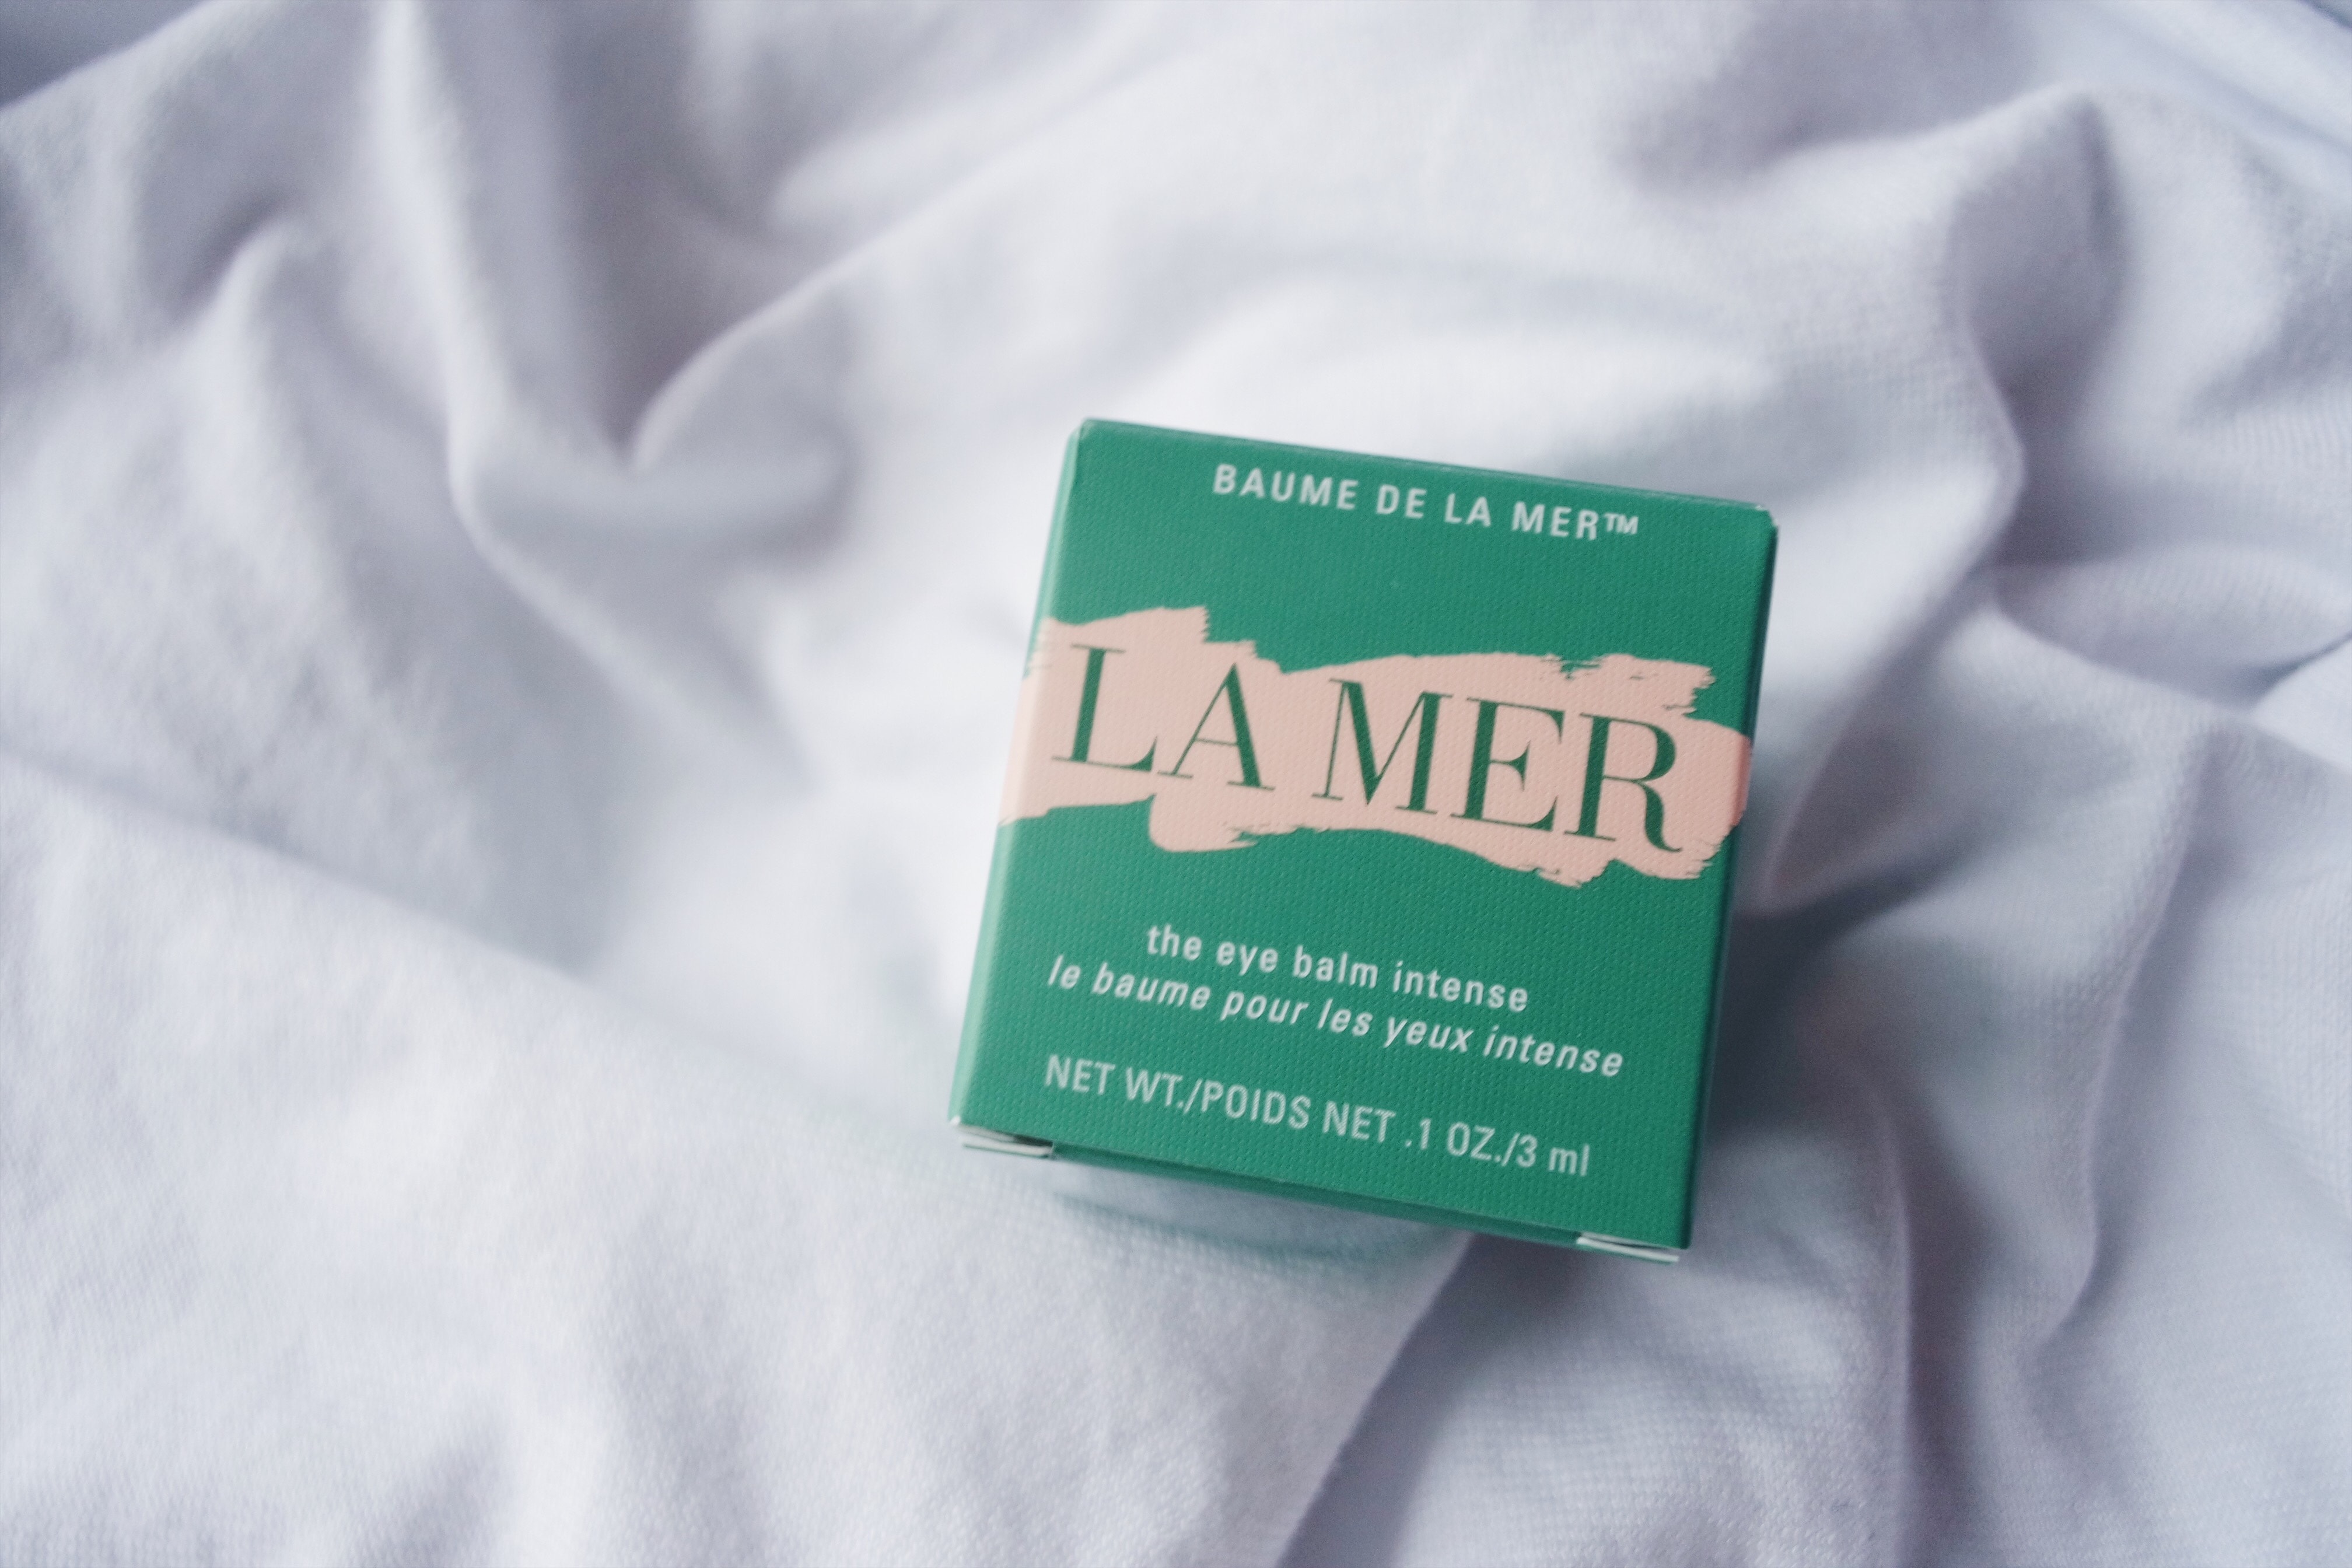 BAUME DE LA MER™
LA MER
the eye balm intense
le baume pour les yeux intense
NET WT./POIDS NET .1 OZ./3 ml